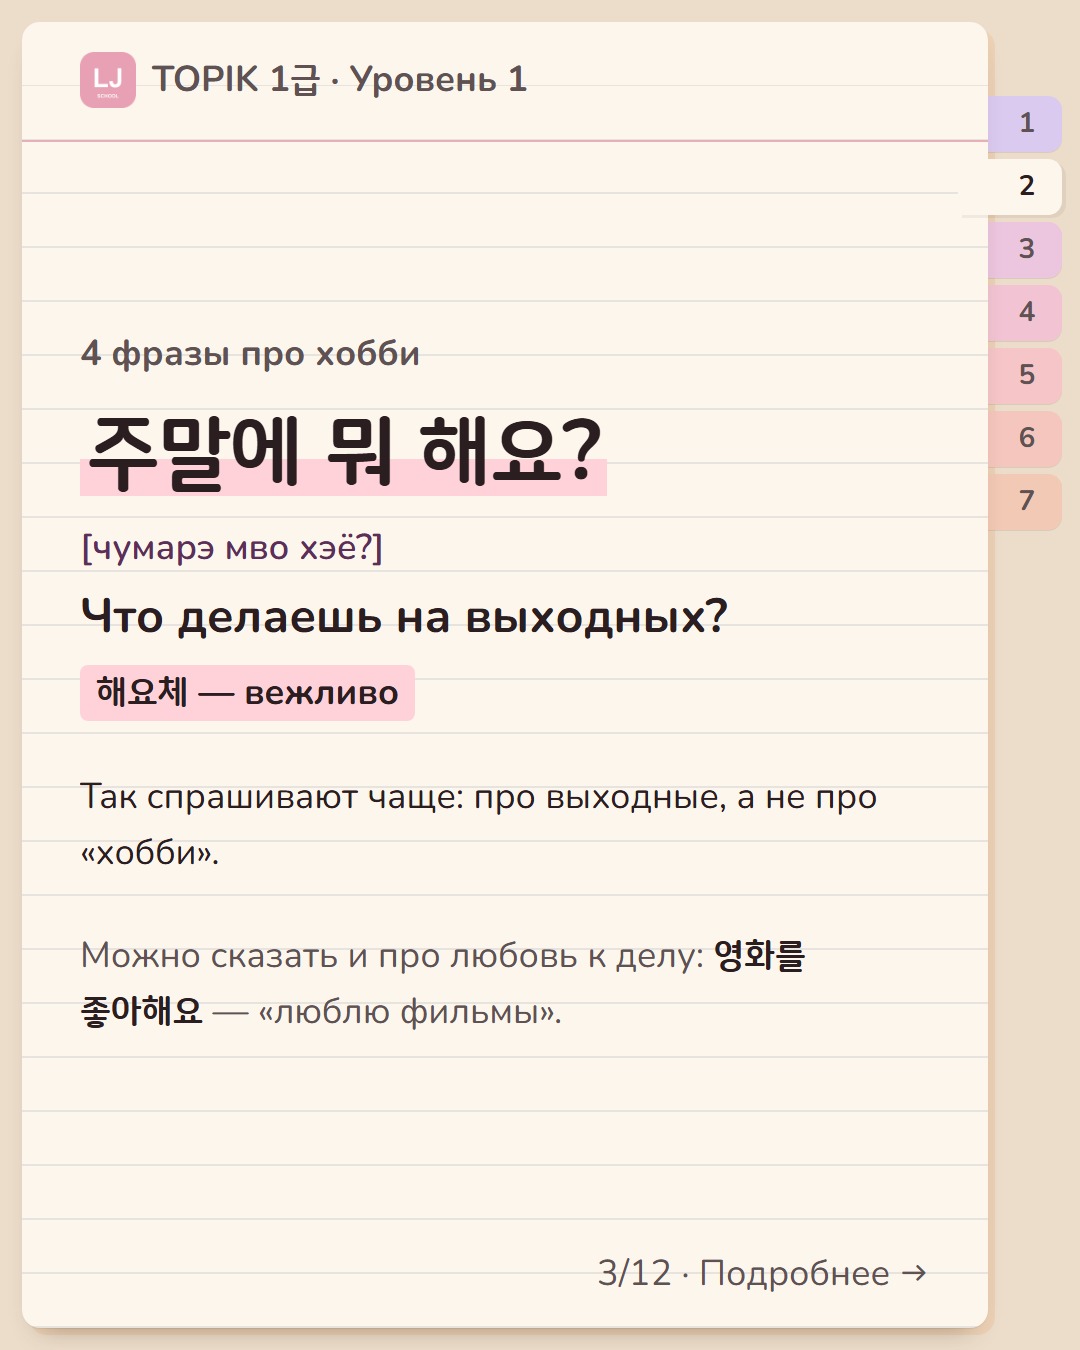 LJ
SCHOOL
TOPIK 1급 · Уровень 1
1
2
3
4
5
6
7
4 фразы про хобби
주말에 뭐 해요?
[чумарэ мво хэё?]
Что делаешь на выходных?
해요체 — вежливо
Так спрашивают чаще: про выходные, а не про
«хобби».
Можно сказать и про любовь к делу: 영화를
좋아해요 — «люблю фильмы».
3/12 · Подробнее →